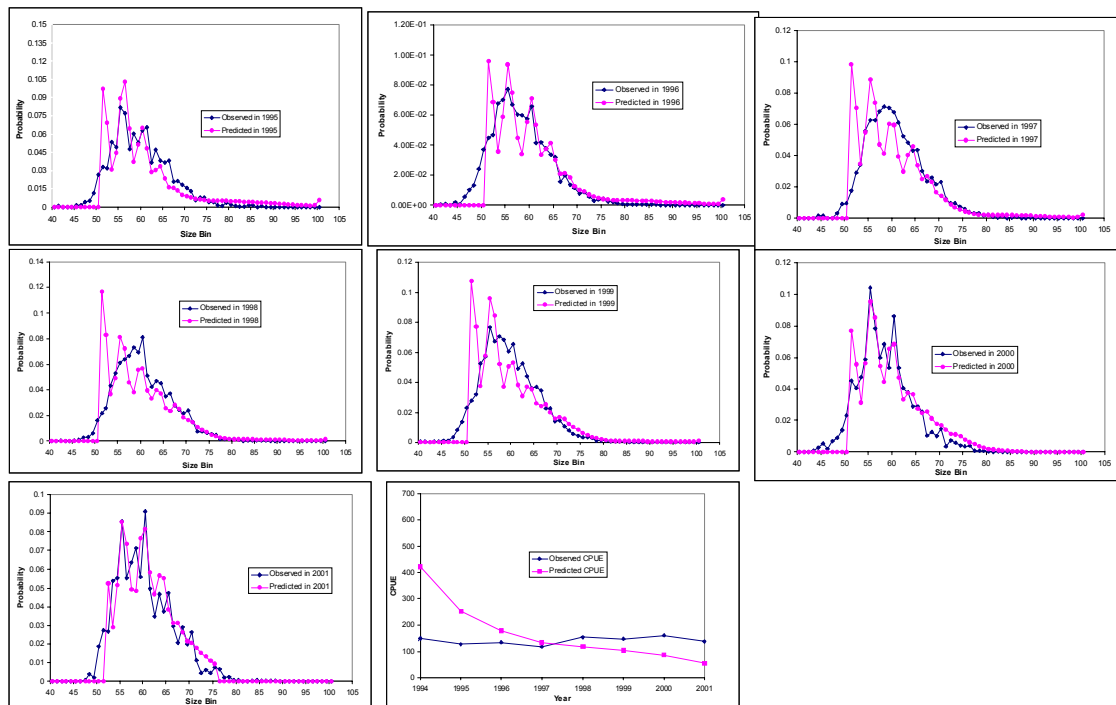 0.15
0.135
0.12
0.105
0.09
0.075
0.06
0.045
0.03
0.015
0
Probability
40 45 50 55 60 65 70 75 80 85 90 95 100 105
Size Bin
Observed in 1995
Predicted in 1995
1.20E-01
1.00E-01
8.00E-02
6.00E-02
4.00E-02
2.00E-02
0.00E+00
Probability
40 45 50 55 60 65 70 75 80 85 90 95 100 105
Size Bin
Observed in 1996
Predicted in 1996
0.12
0.1
0.08
0.06
0.04
0.02
0
Probability
40 45 50 55 60 65 70 75 80 85 90 95 100 105
Size Bin
Observed in 1997
Predicted in 1997
0.14
0.12
0.1
0.08
0.06
0.04
0.02
0
Probability
40 45 50 55 60 65 70 75 80 85 90 95 100 105
Size Bin
Observed in 1998
Predicted in 1998
0.12
0.1
0.08
0.06
0.04
0.02
0
Probability
40 45 50 55 60 65 70 75 80 85 90 95 100 105
Size Bin
Observed in 1999
Predicted in 1999
0.12
0.1
0.08
0.06
0.04
0.02
0
Probability
40 45 50 55 60 65 70 75 80 85 90 95 100 105
Size Bin
Observed in 2000
Predicted in 2000
0.1
0.09
0.08
0.07
0.06
0.05
0.04
0.03
0.02
0.01
0
Probability
40 45 50 55 60 65 70 75 80 85 90 95 100 105
Size Bin
Observed in 2001
Predicted in 2001
700
600
500
400
300
200
100
0
CPUE
1994 1995 1996 1997 1998 1999 2000 2001
Year
Observed CPUE
Predicted CPUE